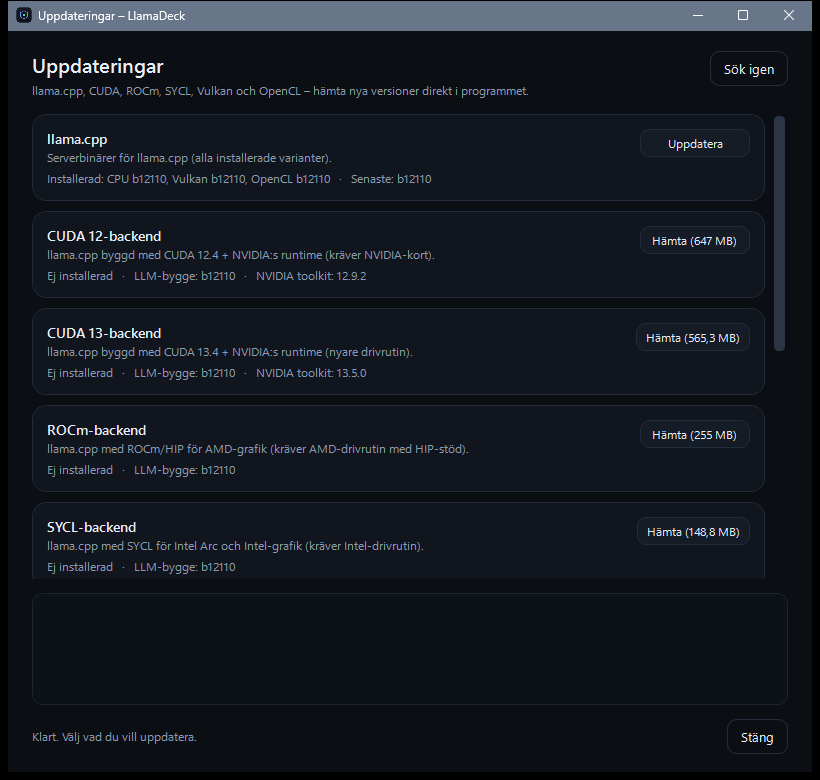 Uppdateringar – LlamaDeck
Uppdateringar
Sök igen
llama.cpp, CUDA, ROCm, SYCL, Vulkan och OpenCL – hämta nya versioner direkt i programmet.
llama.cpp
Uppdatera
Serverbinärer för llama.cpp (alla installerade varianter).
Installerad: CPU b12110, Vulkan b12110, OpenCL b12110 · Senaste: b12110
CUDA 12-backend
Hämta (647 MB)
llama.cpp byggd med CUDA 12.4 + NVIDIA:s runtime (kräver NVIDIA-kort).
Ej installerad · LLM-bygge: b12110 · NVIDIA toolkit: 12.9.2
CUDA 13-backend
Hämta (565,3 MB)
llama.cpp byggd med CUDA 13.4 + NVIDIA:s runtime (nyare drivrutin).
Ej installerad · LLM-bygge: b12110 · NVIDIA toolkit: 13.5.0
ROCm-backend
Hämta (255 MB)
llama.cpp med ROCm/HIP för AMD-grafik (kräver AMD-drivrutin med HIP-stöd).
Ej installerad · LLM-bygge: b12110
SYCL-backend
Hämta (148,8 MB)
llama.cpp med SYCL för Intel Arc och Intel-grafik (kräver Intel-drivrutin).
Ej installerad · LLM-bygge: b12110
Klart. Välj vad du vill uppdatera.
Stäng